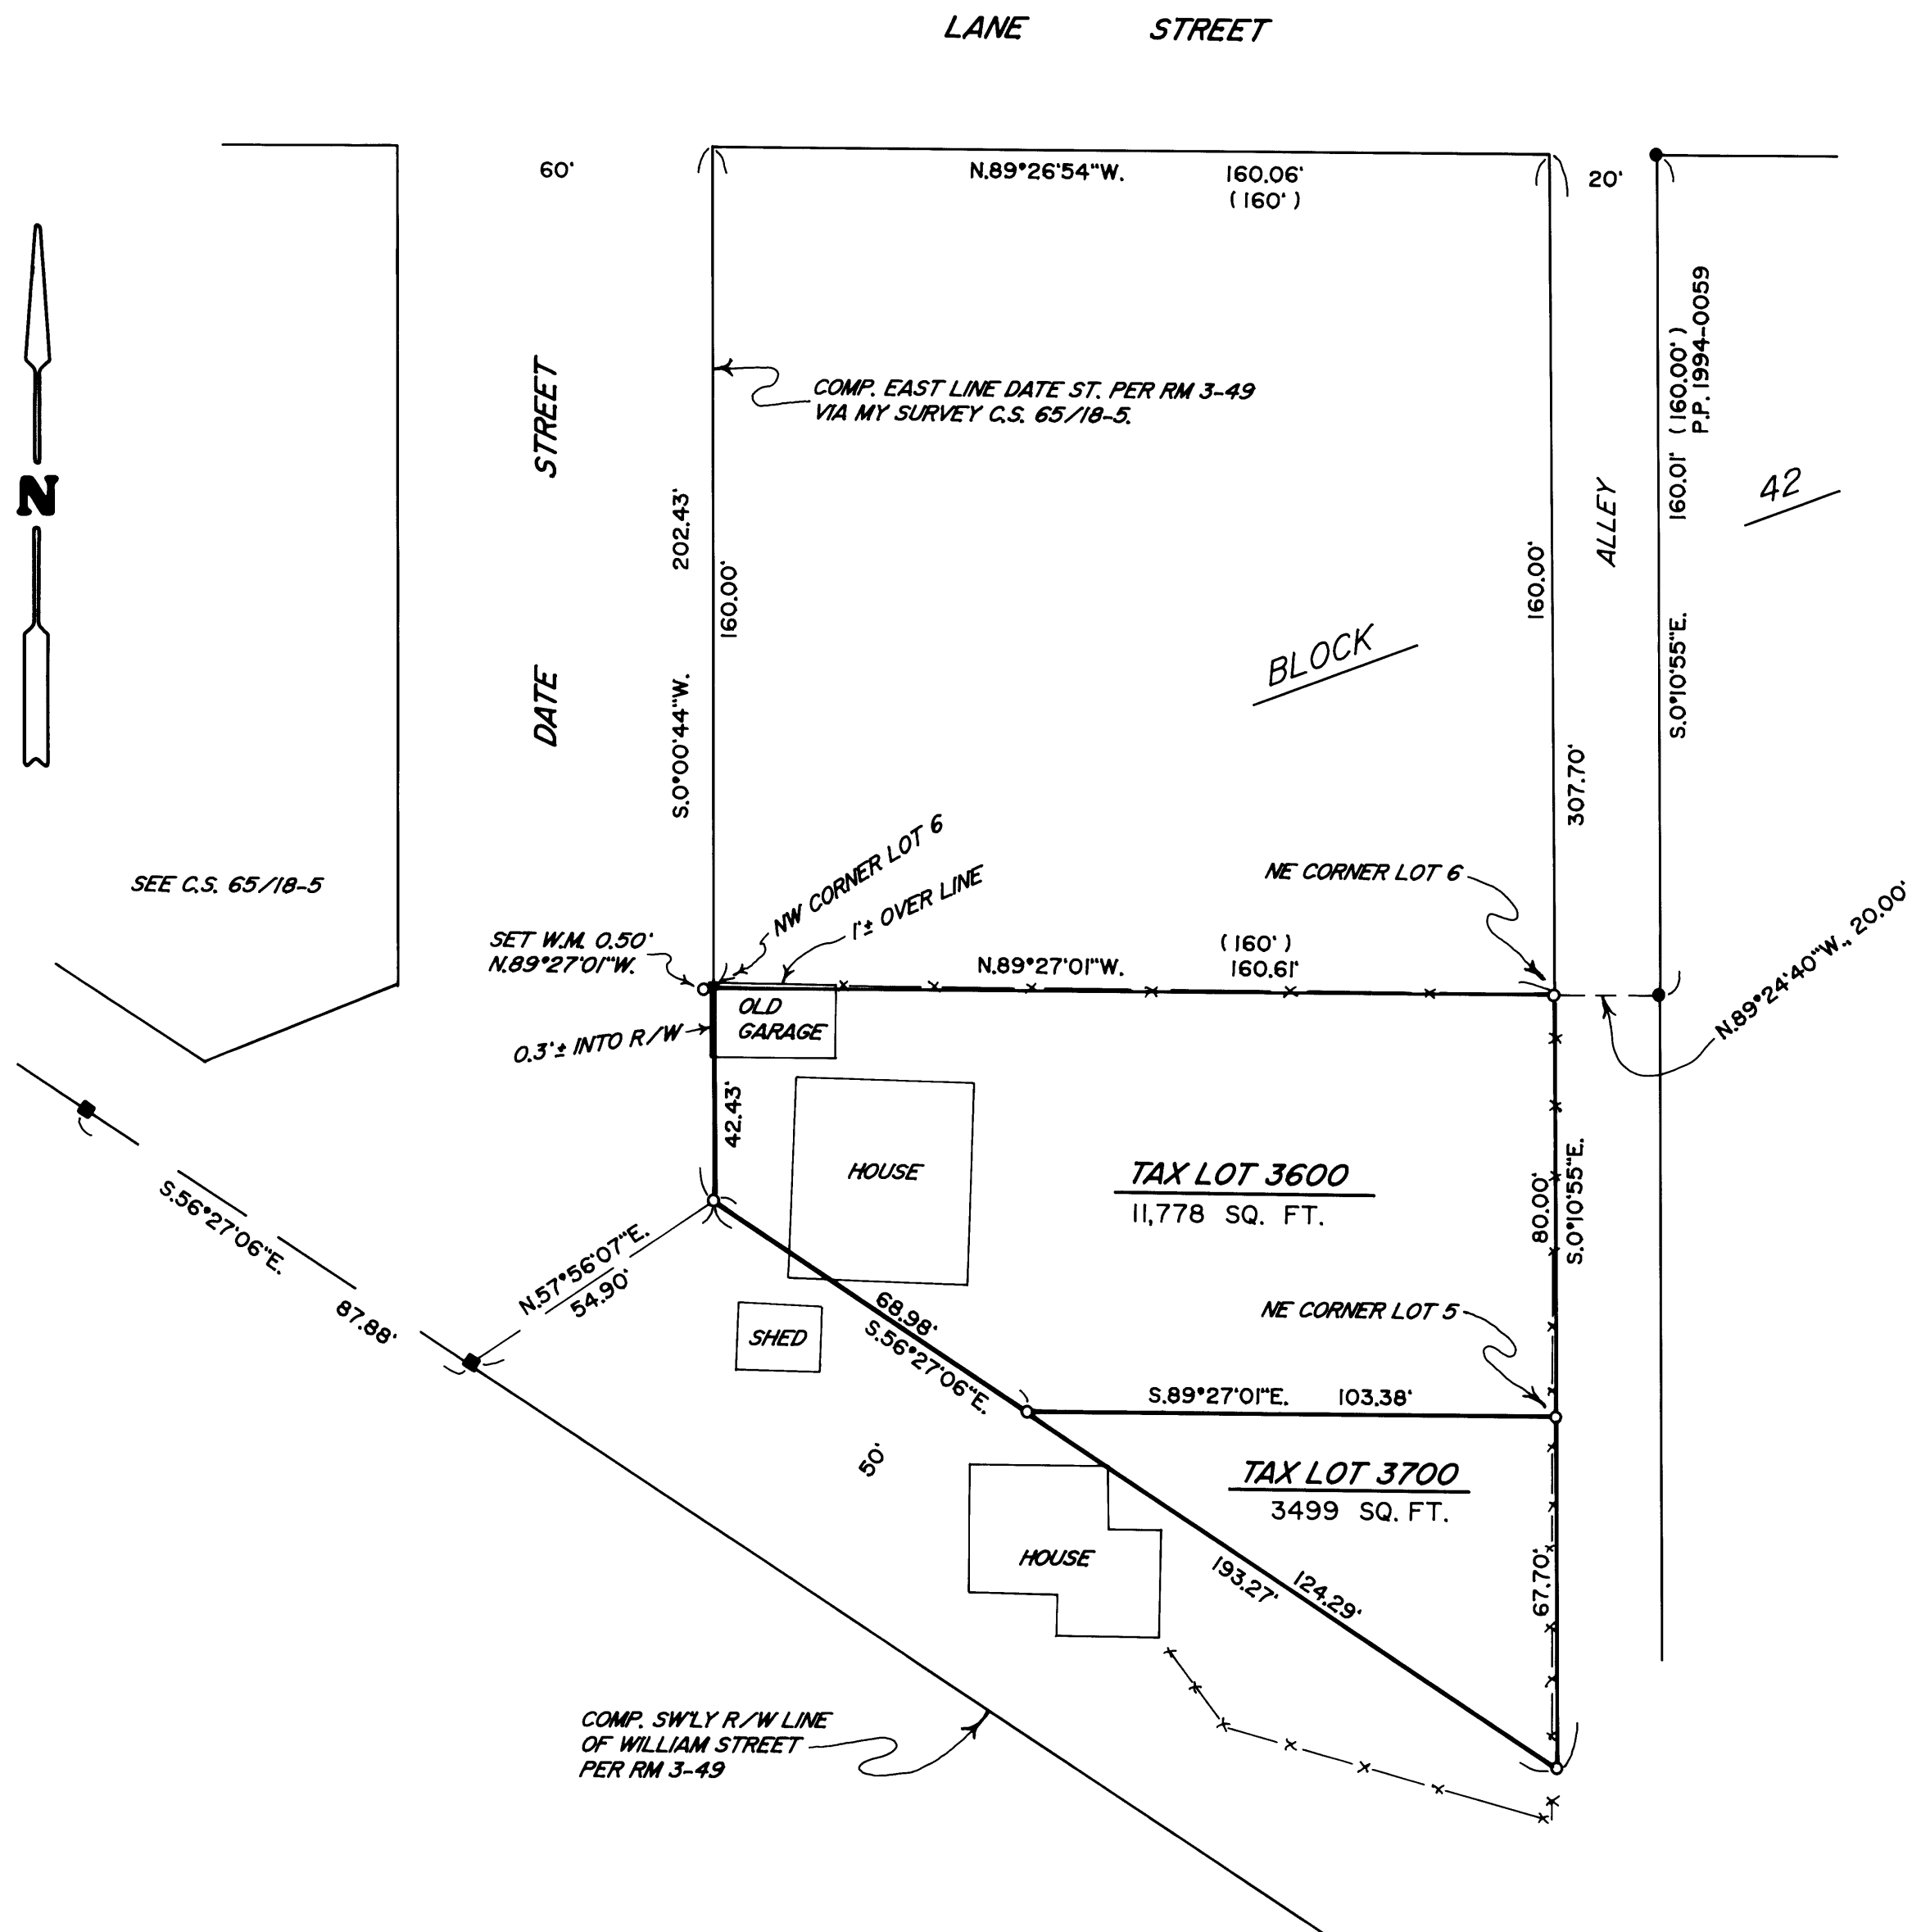 LANE STREET
60'
N.89°26'54"W. 160.06'
(160')
20'
N
DATE STREET
COMP. EAST LINE DATE ST. PER RM 3-49
VIA MY SURVEY C.S. 65/18-5.
S.0°00'44"W. 202.43'
160.00'
160.00'
307.70'
ALLEY
S.0°10'55"E. 160.01' (160.00')
P.P. 1994-0059
BLOCK 42
SEE C.S. 65/18-5
NW CORNER LOT 6
1'± OVER LINE
NE CORNER LOT 6
SET W.M. 0.50'
N.89°27'01"W.
(160')
N.89°27'01"W. 160.61'
N.89°24'40"W., 20.00'
OLD
GARAGE
0.3'± INTO R/W
42.43'
HOUSE
TAX LOT 3600
11,778 SQ. FT.
80.00'
S.0°10'55"E.
S.56°27'06"E. 87.88'
N.57°56'07"E.
54.90'
SHED
68.98'
S.56°27'06"E.
NE CORNER LOT 5
S.89°27'01"E. 103.38'
50'
TAX LOT 3700
3499 SQ. FT.
HOUSE
193.27'
124.29'
67.70'
COMP. SW'LY R/W LINE
OF WILLIAM STREET
PER RM 3-49